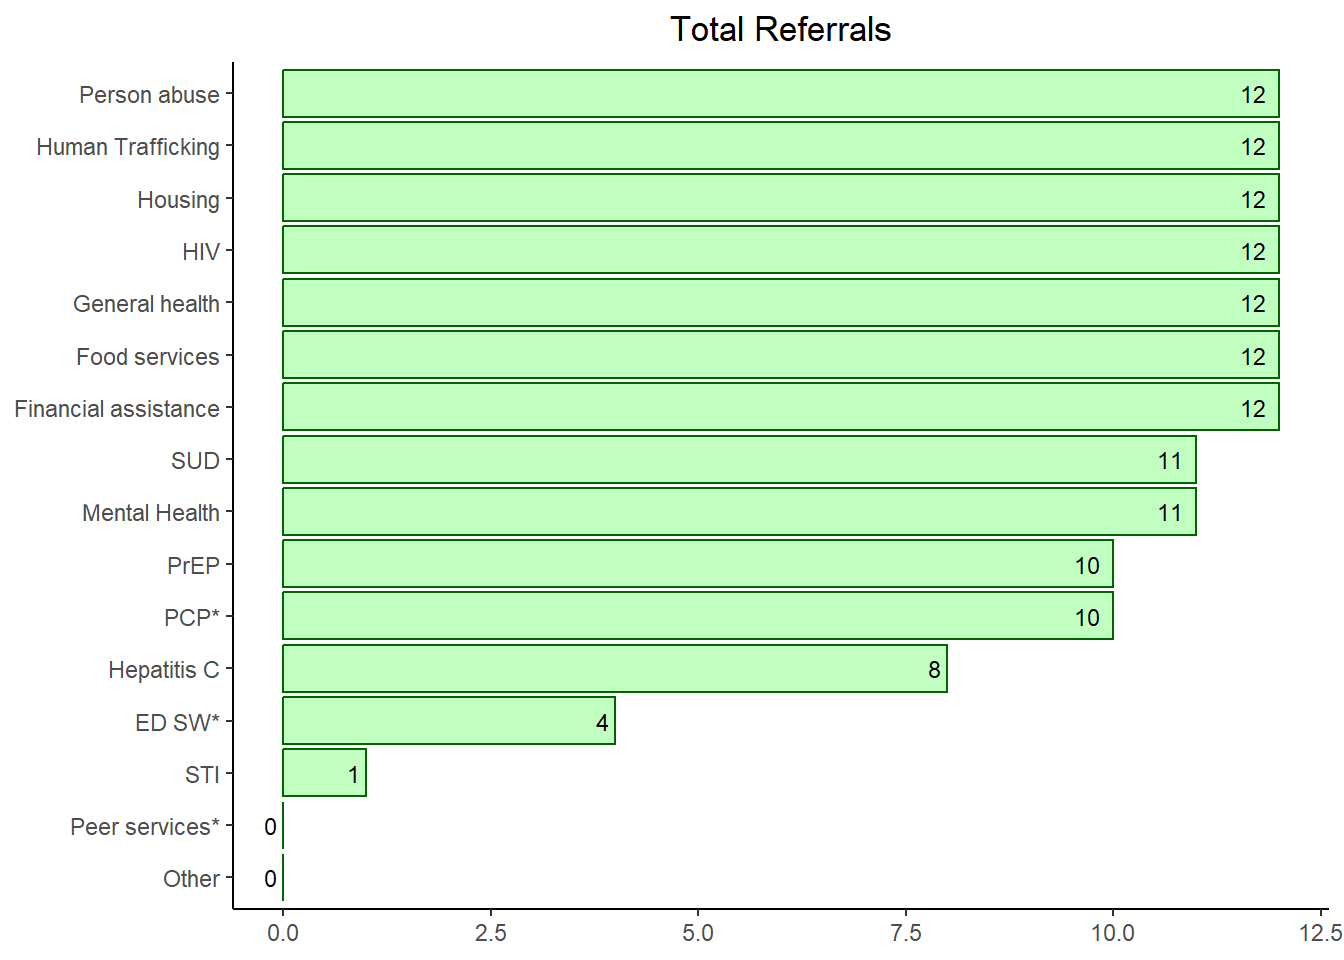 Total Referrals
Person abuse 12
Human Trafficking 12
Housing 12
HIV 12
General health 12
Food services 12
Financial assistance 12
SUD 11
Mental Health 11
PrEP 10
PCP* 10
Hepatitis C 8
ED SW* 4
STI 1
Peer services* 0
Other 0
0.0 2.5 5.0 7.5 10.0 12.5